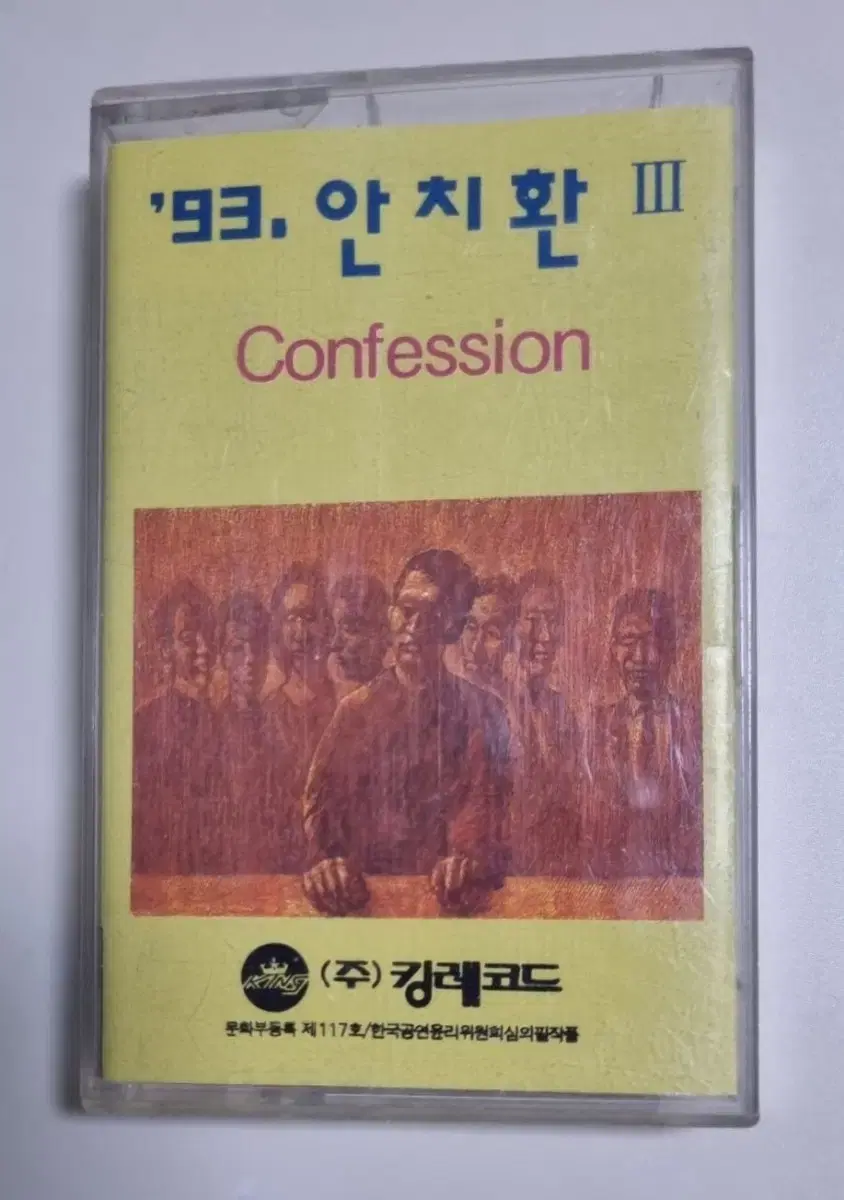 '93. 안치환 III
Confession
KING (주)킹레코드
문화부등록 제117호/한국공연윤리위원회심의필작품